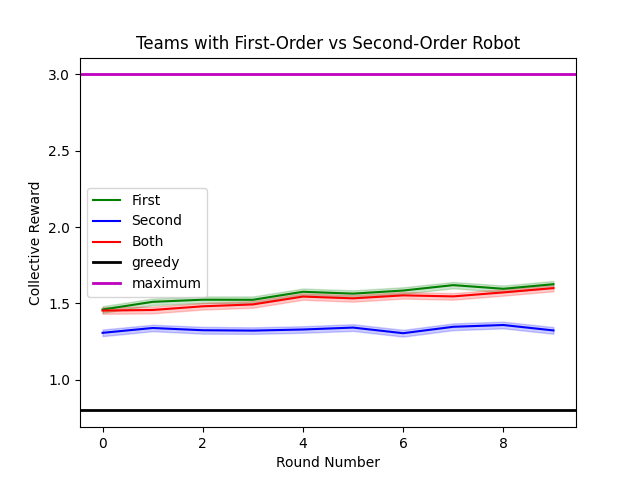 Teams with First-Order vs Second-Order Robot
Collective Reward
3.0
2.5
2.0
1.5
1.0
First
Second
Both
greedy
maximum
0 2 4 6 8
Round Number